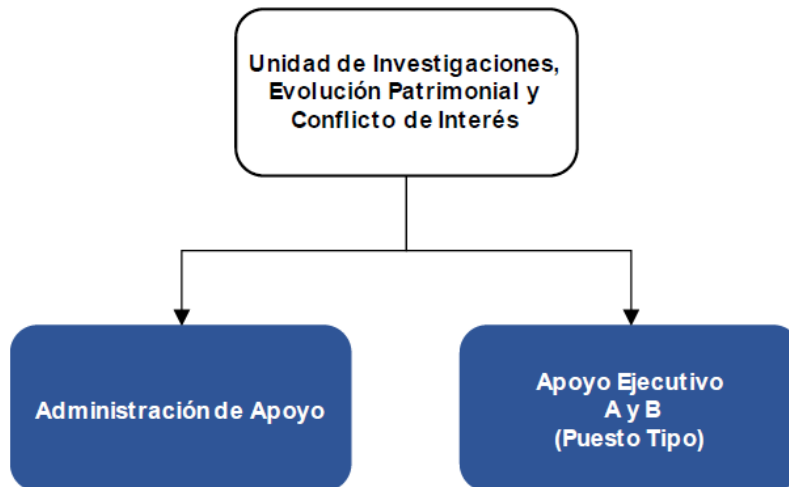 Unidad de Investigaciones,
Evolución Patrimonial y
Conflicto de Interés
Administración de Apoyo
Apoyo Ejecutivo
A y B
(Puesto Tipo)